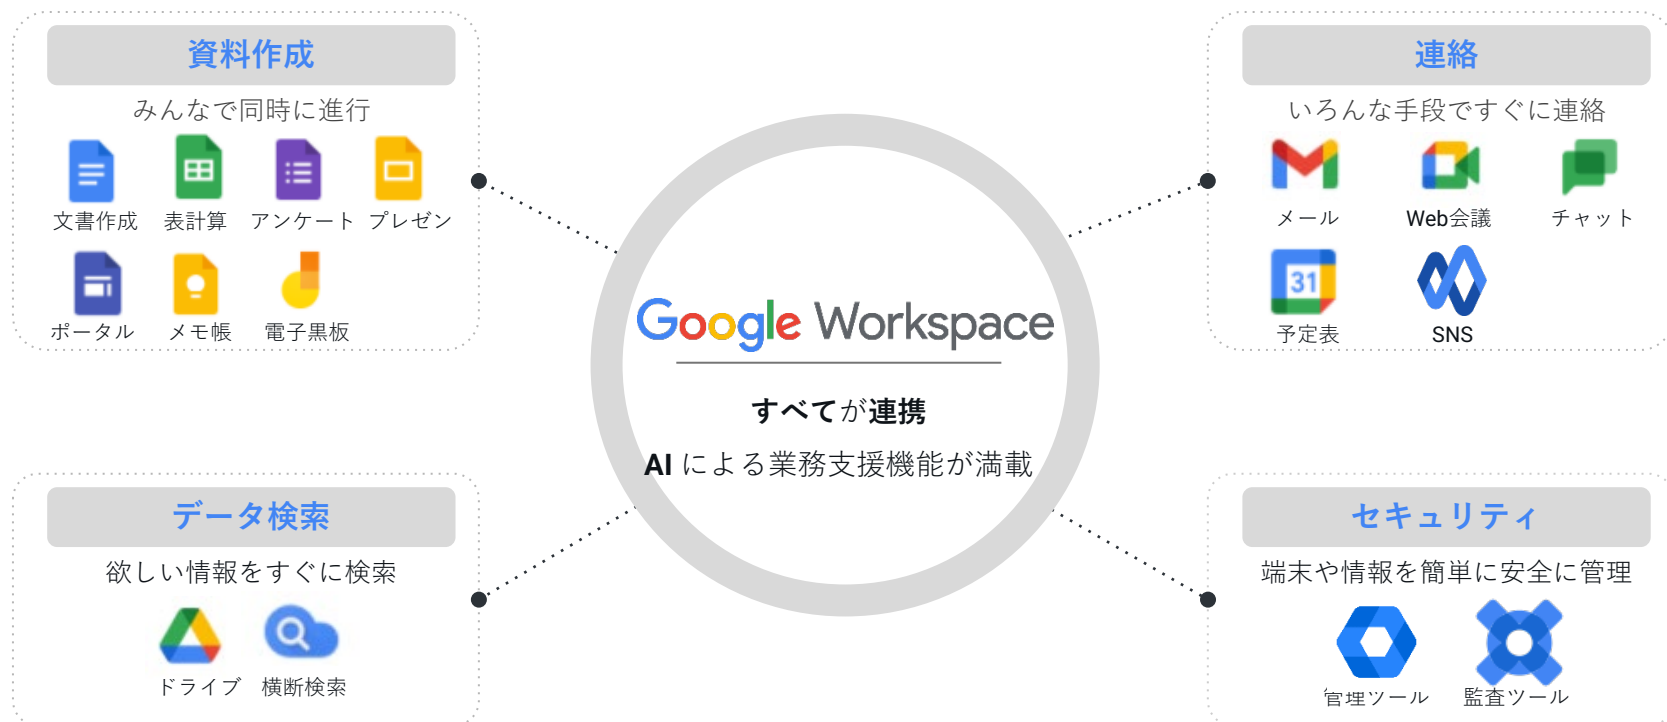 資料作成
みんなで同時に進行
文書作成 表計算 アンケート プレゼン
ポータル メモ帳 電子黒板
連絡
いろんな手段ですぐに連絡
メール Web会議 チャット
31
予定表 SNS
Google Workspace
すべてが連携
AI による業務支援機能が満載
データ検索
欲しい情報をすぐに検索
ドライブ 横断検索
セキュリティ
端末や情報を簡単に安全に管理
管理ツール 監査ツール